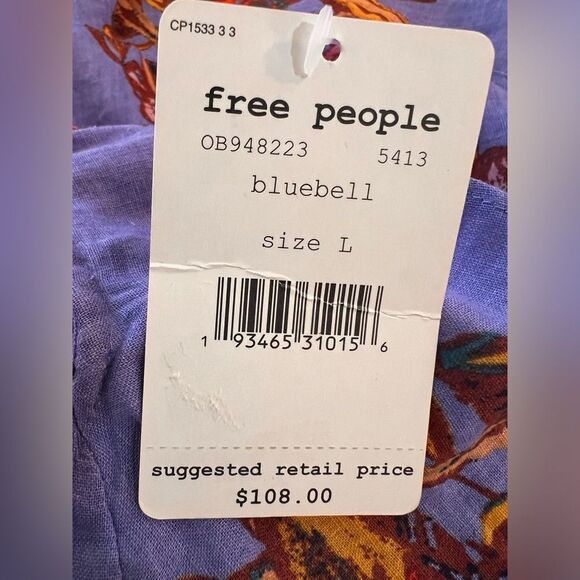 CP1533 3 3
free people
OB948223 5413
bluebell
size L
1 93465 31015 6
suggested retail price
$108.00